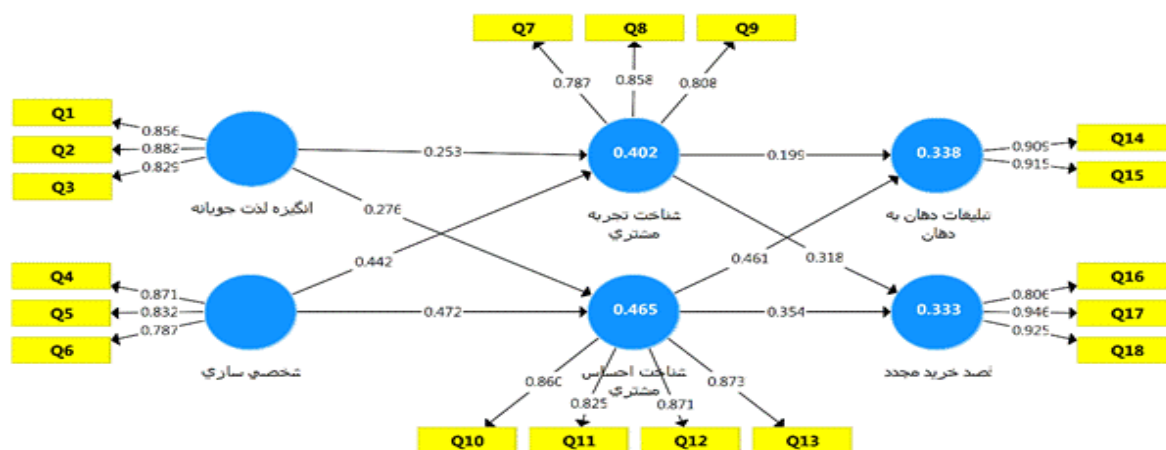 Q7 Q8 Q9
0.787 0.858 0.808
Q1
0.856
Q2
0.882
Q3
0.829
انگیزه لذت جویانه
0.253
0.402
شناخت تجربه
مشتري
0.199
0.338
تبلیغات دهان به
دهان
0.909
Q14
0.915
Q15
0.276
0.442
0.461
0.318
Q4
0.871
Q5
0.832
Q6
0.787
شخصي سازي
0.472
0.465
شناخت احساس
مشتري
0.354
0.333
قصد خرید مجدد
0.806
Q16
0.946
Q17
0.925
Q18
0.860 0.825 0.871 0.873
Q10 Q11 Q12 Q13